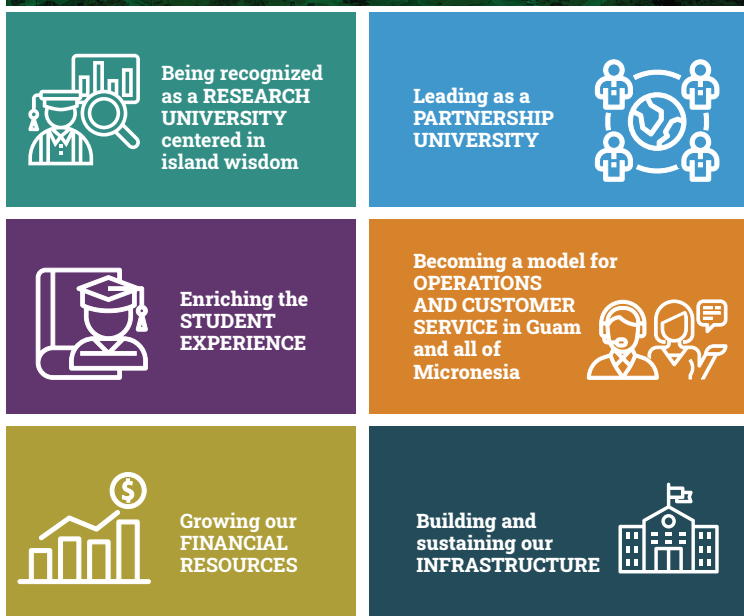 Being recognized
as a RESEARCH
UNIVERSITY
centered in
island wisdom
Leading as a
PARTNERSHIP
UNIVERSITY
Enriching the
STUDENT
EXPERIENCE
Becoming a model for
OPERATIONS
AND CUSTOMER
SERVICE in Guam
and all of
Micronesia
$
Growing our
FINANCIAL
RESOURCES
Building and
sustaining our
INFRASTRUCTURE